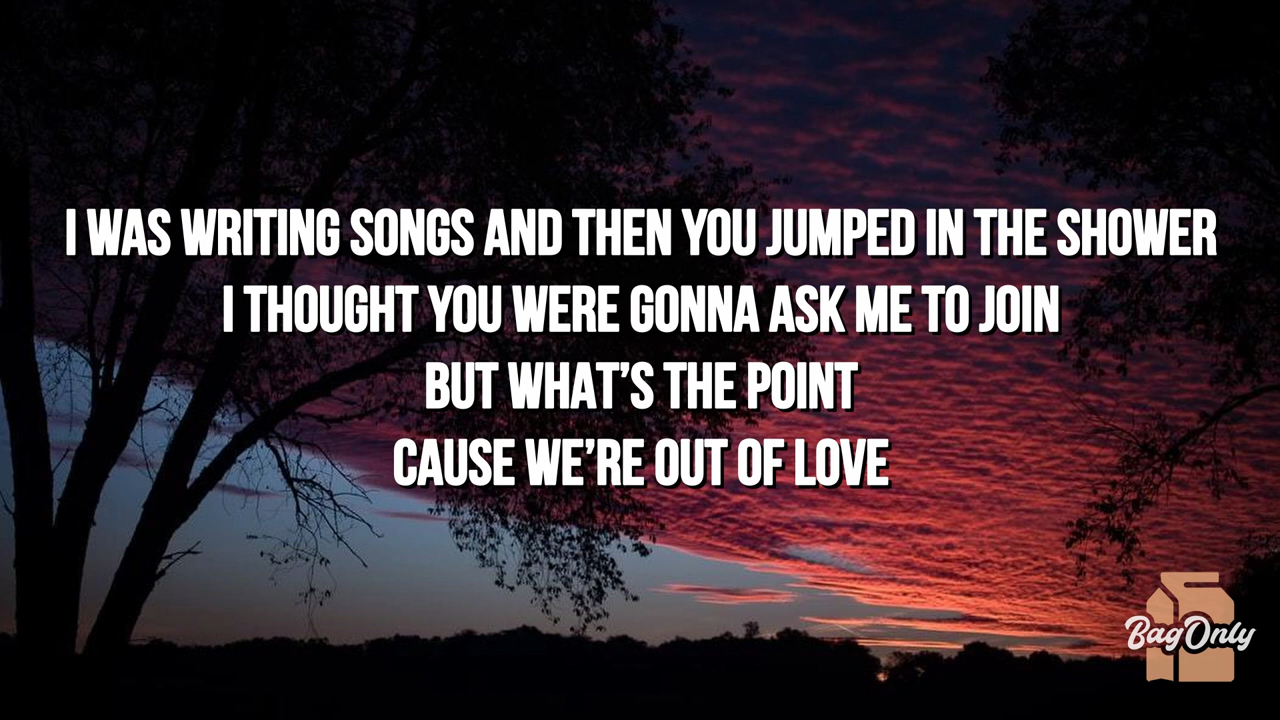 I WAS WRITING SONGS AND THEN YOU JUMPED IN THE SHOWER
I THOUGHT YOU WERE GONNA ASK ME TO JOIN
BUT WHAT'S THE POINT
CAUSE WE'RE OUT OF LOVE
BagOnly